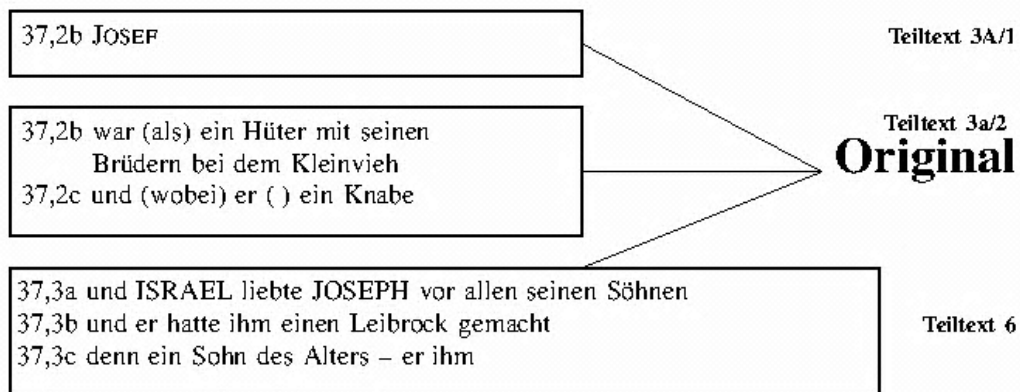 37,2b JOSEF
Teiltext 3A/1
37,2b war (als) ein Hüter mit seinen
Brüdern bei dem Kleinvieh
37,2c und (wobei) er ( ) ein Knabe
Teiltext 3a/2
Original
37,3a und ISRAEL liebte JOSEPH vor allen seinen Söhnen
37,3b und er hatte ihm einen Leibrock gemacht
37,3c denn ein Sohn des Alters – er ihm
Teiltext 6